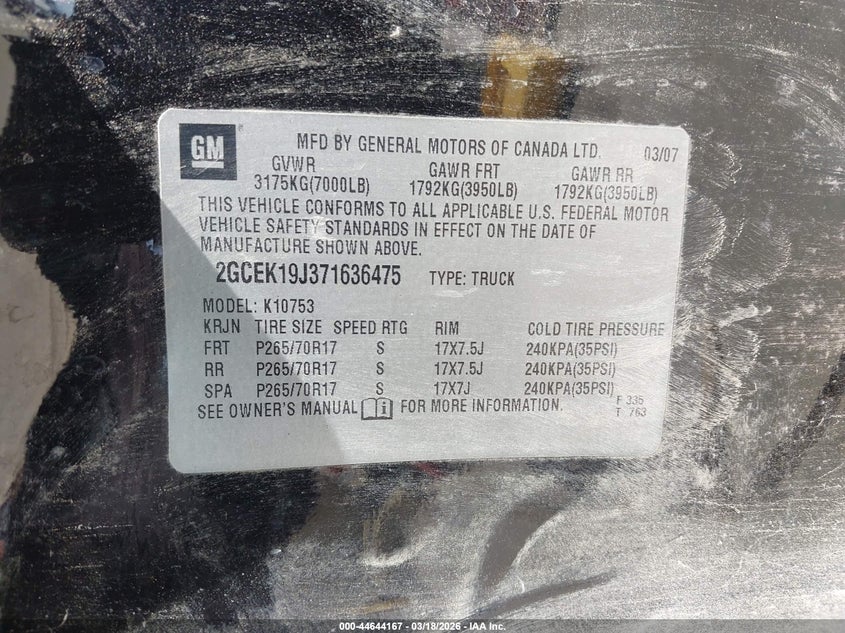 GM
MFD BY GENERAL MOTORS OF CANADA LTD. 03/07
GVWR GAWR FRT GAWR RR
3175KG(7000LB) 1792KG(3950LB) 1792KG(3950LB)
THIS VEHICLE CONFORMS TO ALL APPLICABLE U.S. FEDERAL MOTOR
VEHICLE SAFETY STANDARDS IN EFFECT ON THE DATE OF
MANUFACTURE SHOWN ABOVE.
2GCEK19J371636475 TYPE: TRUCK
MODEL: K10753
KRJN TIRE SIZE SPEED RTG RIM COLD TIRE PRESSURE
FRT P265/70R17 S 17X7.5J 240KPA(35PSI)
RR P265/70R17 S 17X7.5J 240KPA(35PSI)
SPA P265/70R17 S 17X7J 240KPA(35PSI)
SEE OWNER'S MANUAL i FOR MORE INFORMATION.
F 335
T 763
000-44644167 - 03/18/2026 - IAA Inc.